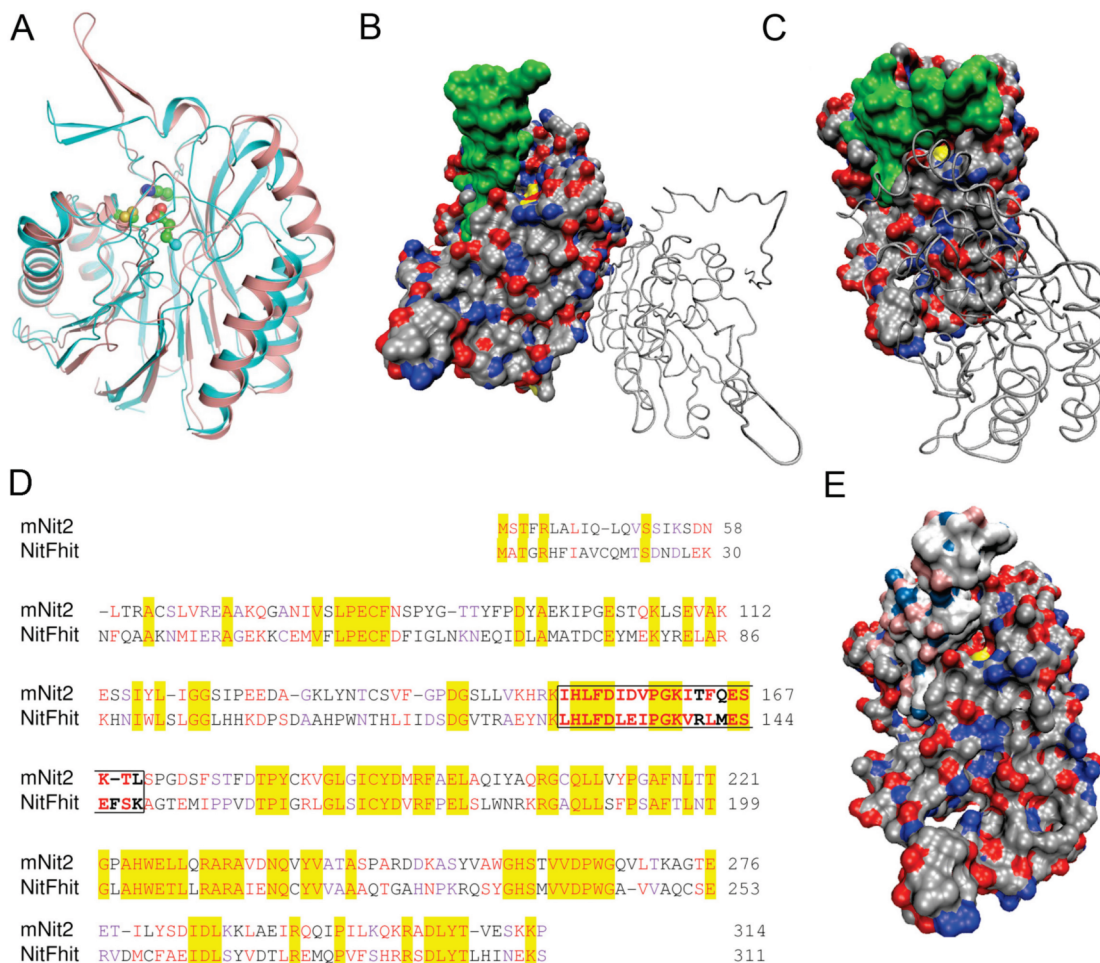 A
B
C
D
mNit2 MSTFRLALIQ-LQVSSIKSDN 58
NitFhit MATGRHFIAVCQMTSDNDLEK 30
mNit2 -LTRACSLVREAAKQGANIVSLPECFNSPYG-TTYFPDYAEKIPGESTQKLSEVAK 112
NitFhit NFQAAKNMIERAGEKKCEMVFLPECFDFIGLNKNEQIDLAMATDCEYMEKYRELAR 86
mNit2 ESSIYL-IGGSIPEEDA-GKLYNTCSVF-GPDGSLLVKHRKIHLFDIDVPGKITFQES 167
NitFhit KHNIWLSLGGLHHKDPSDAAHPWNTHLIIDSDGVTRAEYNKLHLFDLEIPGKVRLMES 144
mNit2 K-TLSPGDSFSTFDTPYCKVGLGICYDMRFAELAQIYAQRGCQLLVYPGAFNLTT 221
NitFhit EFSKAGTEMIPPVDTPIGRLGLSICYDVRFPELSLWNRKRGAQLLSFPSAFTLNT 199
mNit2 GPAHWELLQRARAVDNQVYVATASPARDDKASYVAWGHSTVVDPWGQVLTKAGTE 276
NitFhit GLAHWETLLRARAIENQCYVVAAAQTGAHNPKRQSYGHSMVVDPWGA-VVAQCSE 253
mNit2 ET-ILYSDIDLKKLAEIRQQIPILKQKRADLYT-VESKKP 314
NitFhit RVDMCFAEIDLSYVDTLREMQPVFSHRRSDLYTLHINEKS 311
E